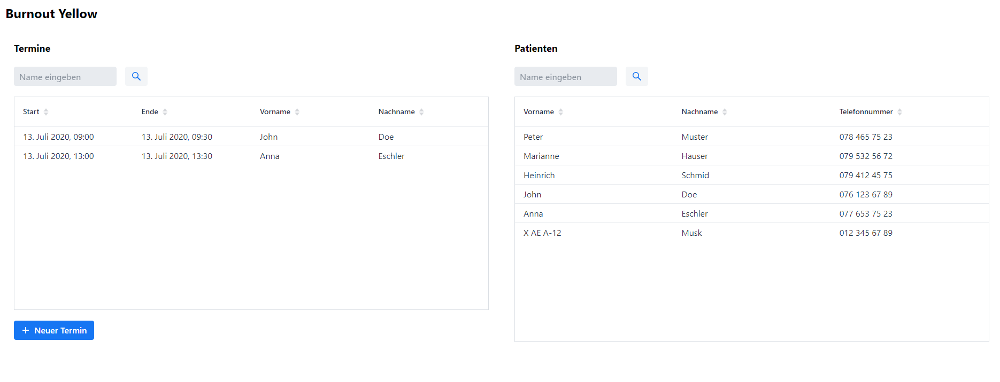 Burnout Yellow
Termine
Name eingeben
Start Ende Vorname Nachname
13. Juli 2020, 09:00 13. Juli 2020, 09:30 John Doe
13. Juli 2020, 13:00 13. Juli 2020, 13:30 Anna Eschler
+ Neuer Termin
Patienten
Name eingeben
Vorname Nachname Telefonnummer
Peter Muster 078 465 75 23
Marianne Hauser 079 532 56 72
Heinrich Schmid 079 412 45 75
John Doe 076 123 67 89
Anna Eschler 077 653 75 23
X AE A-12 Musk 012 345 67 89